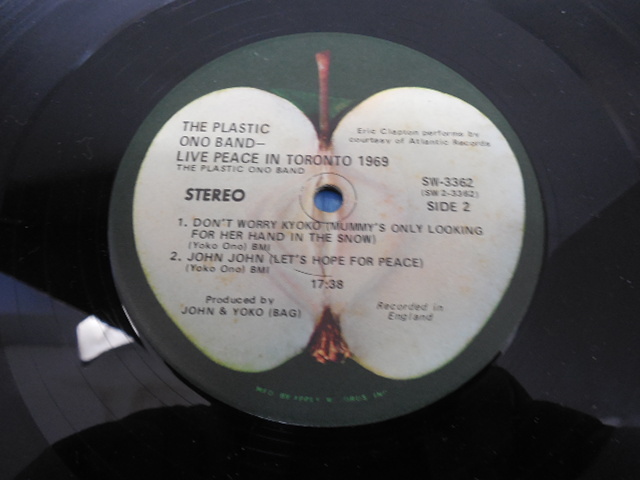 THE PLASTIC
ONO BAND—
LIVE PEACE IN TORONTO 1969
THE PLASTIC ONO BAND
Eric Clapton performs by
courtesy of Atlantic Records
STEREO
SW-3362
(SW 2-3362)
SIDE 2
1. DON'T WORRY KYOKO (MUMMY'S ONLY LOOKING
FOR HER HAND IN THE SNOW)
(Yoko Ono) BMI
2. JOHN JOHN (LET'S HOPE FOR PEACE)
(Yoko Ono) BMI
17:38
Produced by
JOHN & YOKO (BAG)
Recorded in
England
MFD. BY APPLE